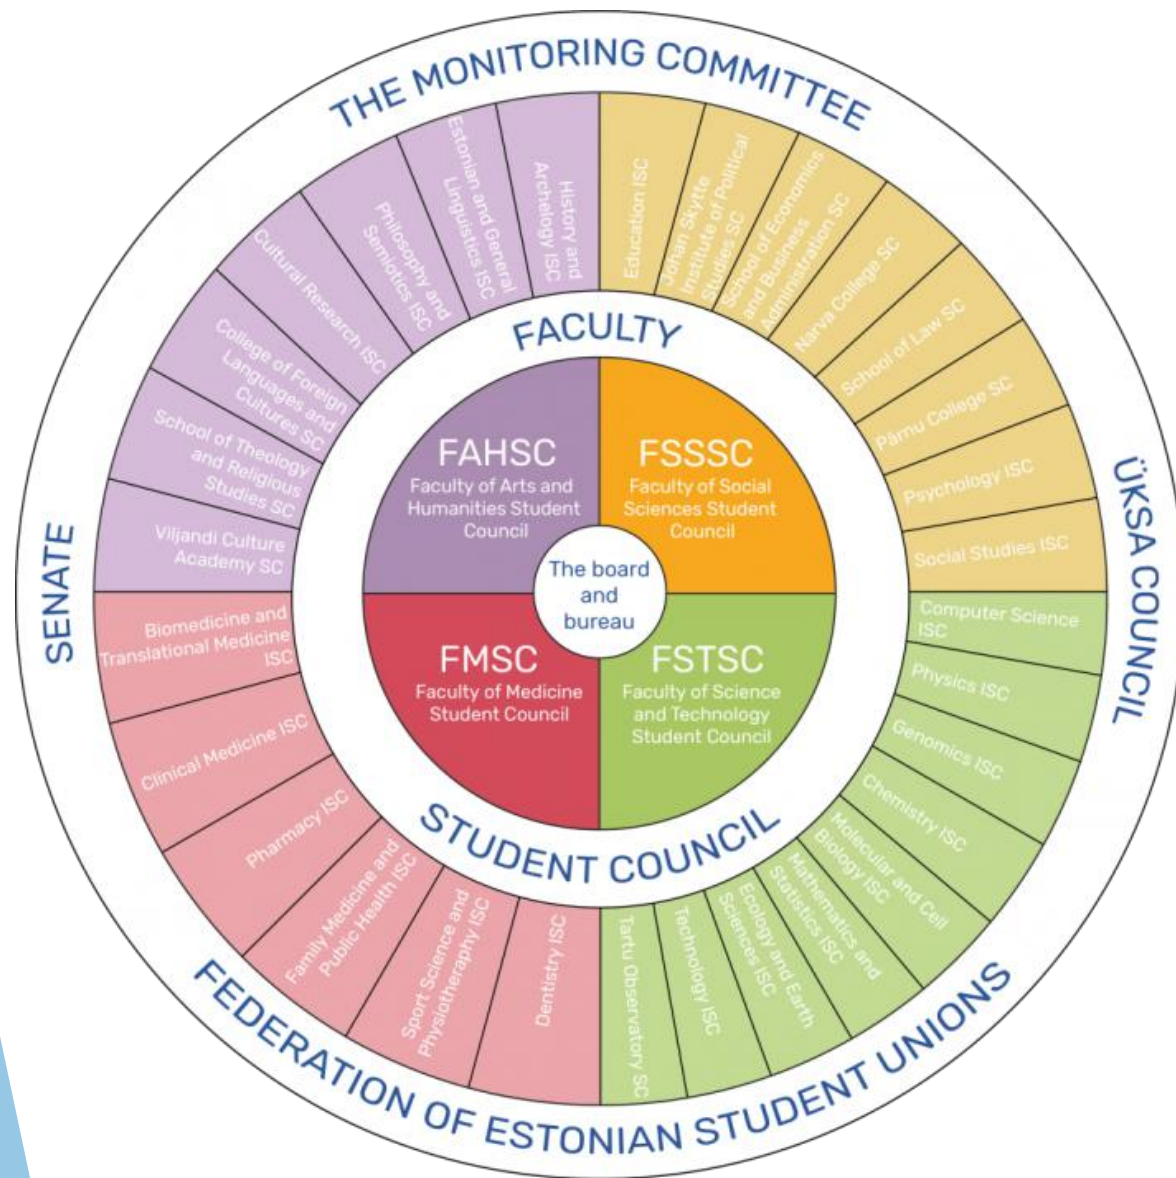 THE MONITORING COMMITTEE
SENATE
ÜKSA COUNCIL
FEDERATION OF ESTONIAN STUDENT UNIONS
FACULTY
STUDENT COUNCIL
The board
and
bureau
FAHSC
Faculty of Arts and
Humanities Student
Council
FSSSC
Faculty of Social
Sciences Student
Council
FMSC
Faculty of Medicine
Student Council
FSTSC
Faculty of Science
and Technology
Student Council
Education ISC
Johan Skytte
Institute of Political
Studies SC
School of Economics
and Business
Administration SC
Narva College SC
School of Law SC
Pärnu College SC
Psychology ISC
Social Studies ISC
Computer Science
ISC
Physics ISC
Genomics ISC
Chemistry ISC
Molecular and Cell
Biology ISC
Mathematics and
Statistics ISC
Ecology and Earth
Sciences ISC
Technology ISC
Tartu Observatory SC
Dentistry ISC
Sport Science and
Physiotheraphy ISC
Family Medicine and
Public Health ISC
Pharmacy ISC
Clinical Medicine ISC
Biomedicine and
Translational Medicine
ISC
Viljandi Culture
Academy SC
School of Theology
and Religious
Studies SC
College of Foreign
Languages and
Cultures SC
Cultural Research ISC
Philosophy and
Semiotics ISC
Estonian and General
Linguistics ISC
History and
Archelogy ISC